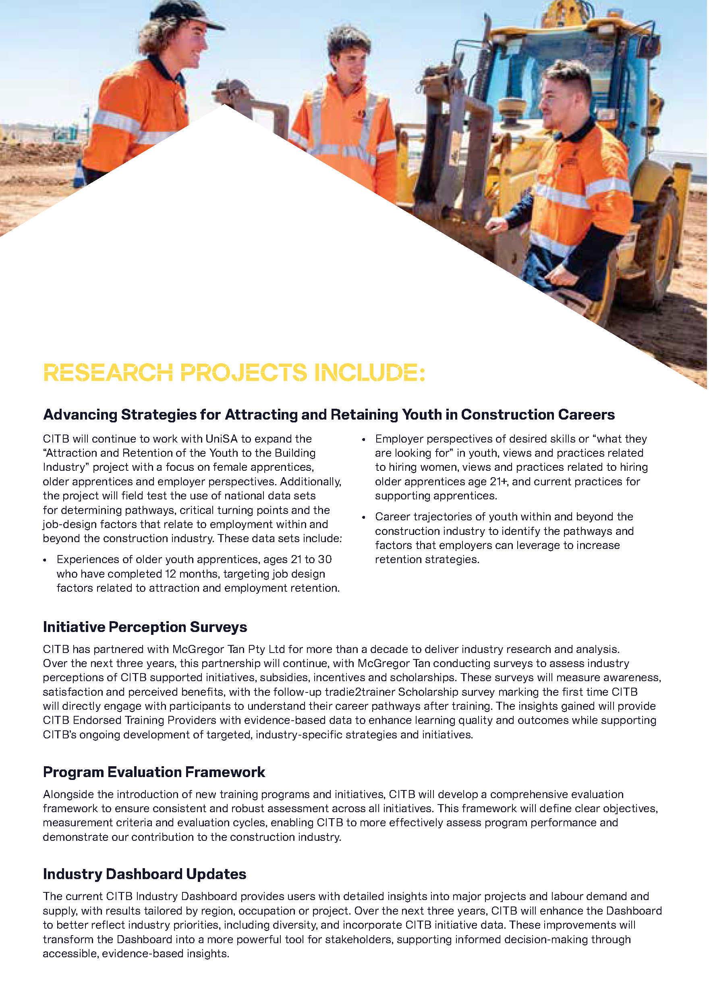 RESEARCH PROJECTS INCLUDE:
Advancing Strategies for Attracting and Retaining Youth in Construction Careers
CITB will continue to work with UniSA to expand the
“Attraction and Retention of the Youth to the Building
Industry” project with a focus on female apprentices,
older apprentices and employer perspectives. Additionally,
the project will field test the use of national data sets
for determining pathways, critical turning points and the
job-design factors that relate to employment within and
beyond the construction industry. These data sets include:
• Experiences of older youth apprentices, ages 21 to 30
who have completed 12 months, targeting job design
factors related to attraction and employment retention.
• Employer perspectives of desired skills or “what they
are looking for” in youth, views and practices related
to hiring women, views and practices related to hiring
older apprentices age 21+, and current practices for
supporting apprentices.
• Career trajectories of youth within and beyond the
construction industry to identify the pathways and
factors that employers can leverage to increase
retention strategies.
Initiative Perception Surveys
CITB has partnered with McGregor Tan Pty Ltd for more than a decade to deliver industry research and analysis.
Over the next three years, this partnership will continue, with McGregor Tan conducting surveys to assess industry
perceptions of CITB supported initiatives, subsidies, incentives and scholarships. These surveys will measure awareness,
satisfaction and perceived benefits, with the follow-up tradie2trainer Scholarship survey marking the first time CITB
will directly engage with participants to understand their career pathways after training. The insights gained will provide
CITB Endorsed Training Providers with evidence-based data to enhance learning quality and outcomes while supporting
CITB’s ongoing development of targeted, industry-specific strategies and initiatives.
Program Evaluation Framework
Alongside the introduction of new training programs and initiatives, CITB will develop a comprehensive evaluation
framework to ensure consistent and robust assessment across all initiatives. This framework will define clear objectives,
measurement criteria and evaluation cycles, enabling CITB to more effectively assess program performance and
demonstrate our contribution to the construction industry.
Industry Dashboard Updates
The current CITB Industry Dashboard provides users with detailed insights into major projects and labour demand and
supply, with results tailored by region, occupation or project. Over the next three years, CITB will enhance the Dashboard
to better reflect industry priorities, including diversity, and incorporate CITB initiative data. These improvements will
transform the Dashboard into a more powerful tool for stakeholders, supporting informed decision-making through
accessible, evidence-based insights.